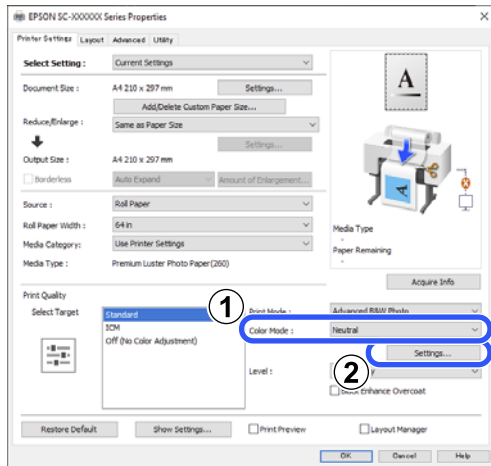 EPSON SC-XXXXXX Series Properties
Printer Settings Layout Advanced Utility
Select Setting : Current Settings
Document Size : A4 210 x 297 mm Settings...
Add/Delete Custom Paper Size...
Reduce/Enlarge : Same as Paper Size
Settings...
Output Size : A4 210 x 297 mm
Borderless Auto Expand Amount of Enlargement...
Source : Roll Paper
Roll Paper Width : 64 in
Media Category: Use Printer Settings
Media Type : Premium Luster Photo Paper(260)
A
A
Media Type
-
Paper Remaining
-
Acquire Info
Print Quality
Select Target
Standard
ICM
Off (No Color Adjustment)
1
Print Mode : Advanced B&W Photo
Color Mode : Neutral
Settings...
2
Level :
Black Enhance Overcoat
Restore Default Show Settings... Print Preview Layout Manager
OK Cancel Help